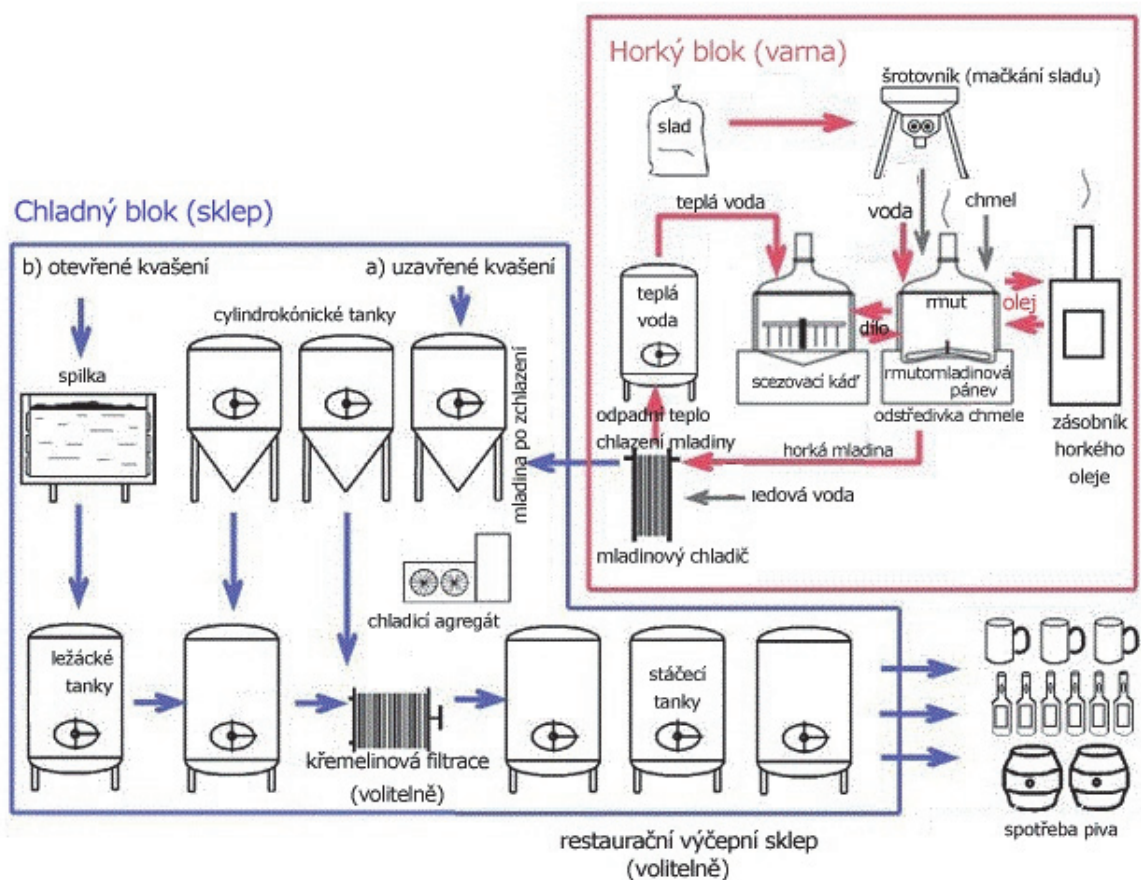 Horký blok (varna)
šrotovník (mačkání sladu)
slad
teplá voda
voda
chmel
Chladný blok (sklep)
b) otevřené kvašení
a) uzavřené kvašení
teplá
voda
rmut
olej
dílo
cylindrokónické tanky
spilka
scezovací káď
rmutomladinová
pánev
odstředivka chmele
odpadní teplo
chlazení mladiny
zásobník
horkého
oleje
mladina po zchlazení
horká mladina
ledová voda
mladinový chladič
chladicí agregát
ležácké
tanky
stáčecí
tanky
křemelinová filtrace
(volitelně)
spotřeba piva
restaurační výčepní sklep
(volitelně)